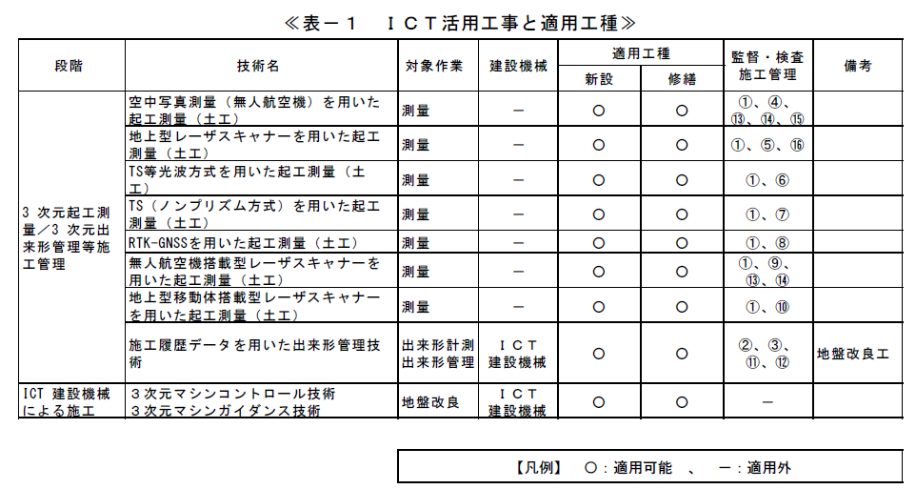 ≪表－１　ＩＣＴ活用工事と適用工種≫
段階 技術名 対象作業 建設機械 適用工種 監督・検査
施工管理 備考
新設 修繕
3 次元起工測
量／3 次元出
来形管理等施
工管理
空中写真測量（無人航空機）を用いた
起工測量（土工） 測量 － ○ ○ ①、④、
⑬、⑭、⑮
地上型レーザスキャナーを用いた起工
測量（土工） 測量 － ○ ○ ①、⑤、⑯
TS等光波方式を用いた起工測量（土
工） 測量 － ○ ○ ①、⑥
TS（ノンプリズム方式）を用いた起工
測量（土工） 測量 － ○ ○ ①、⑦
RTK-GNSSを用いた起工測量（土工） 測量 － ○ ○ ①、⑧
無人航空機搭載型レーザスキャナーを
用いた起工測量（土工） 測量 － ○ ○ ①、⑨、
⑬、⑭
地上型移動体搭載型レーザスキャナー
を用いた起工測量（土工） 測量 － ○ ○ ①、⑩
施工履歴データを用いた出来形管理技
術 出来形計測
出来形管理 ＩＣＴ
建設機械 ○ ○ ②、③、
⑪、⑫ 地盤改良工
ICT 建設機械
による施工
３次元マシンコントロール技術
３次元マシンガイダンス技術 地盤改良 ＩＣＴ
建設機械 ○ ○ －
【凡例】　○：適用可能　、　－：適用外